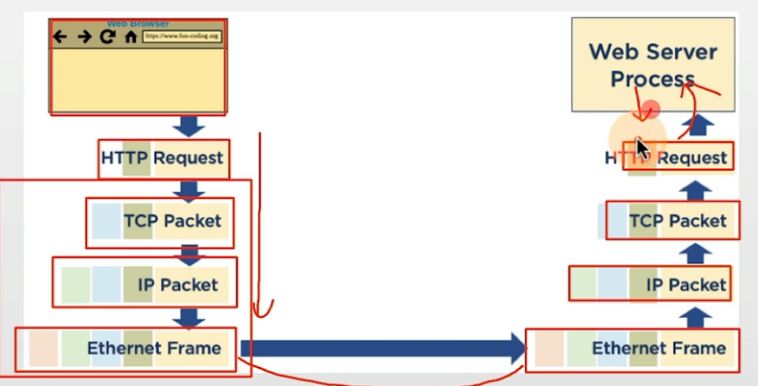 Web Browser
https://www.fun-coding.org
Web Server
Process
HTTP Request
HTTP Request
TCP Packet
TCP Packet
IP Packet
IP Packet
Ethernet Frame
Ethernet Frame